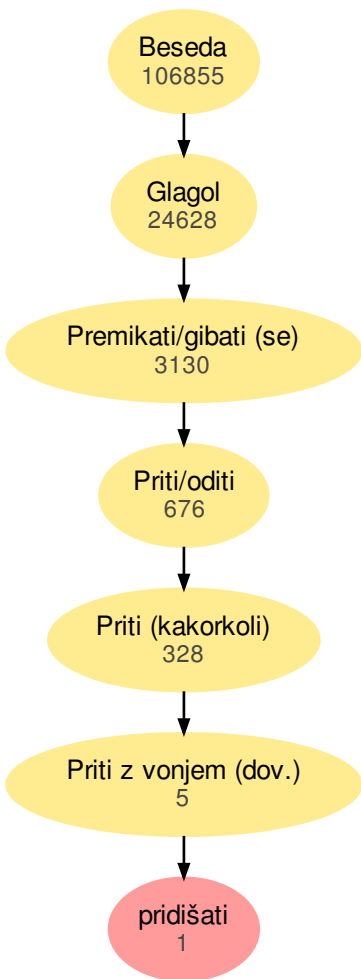 Beseda
106855
Glagol
24628
Premikati/gibati (se)
3130
Priti/oditi
676
Priti (kakorkoli)
328
Priti z vonjem (dov.)
5
pridišati
1